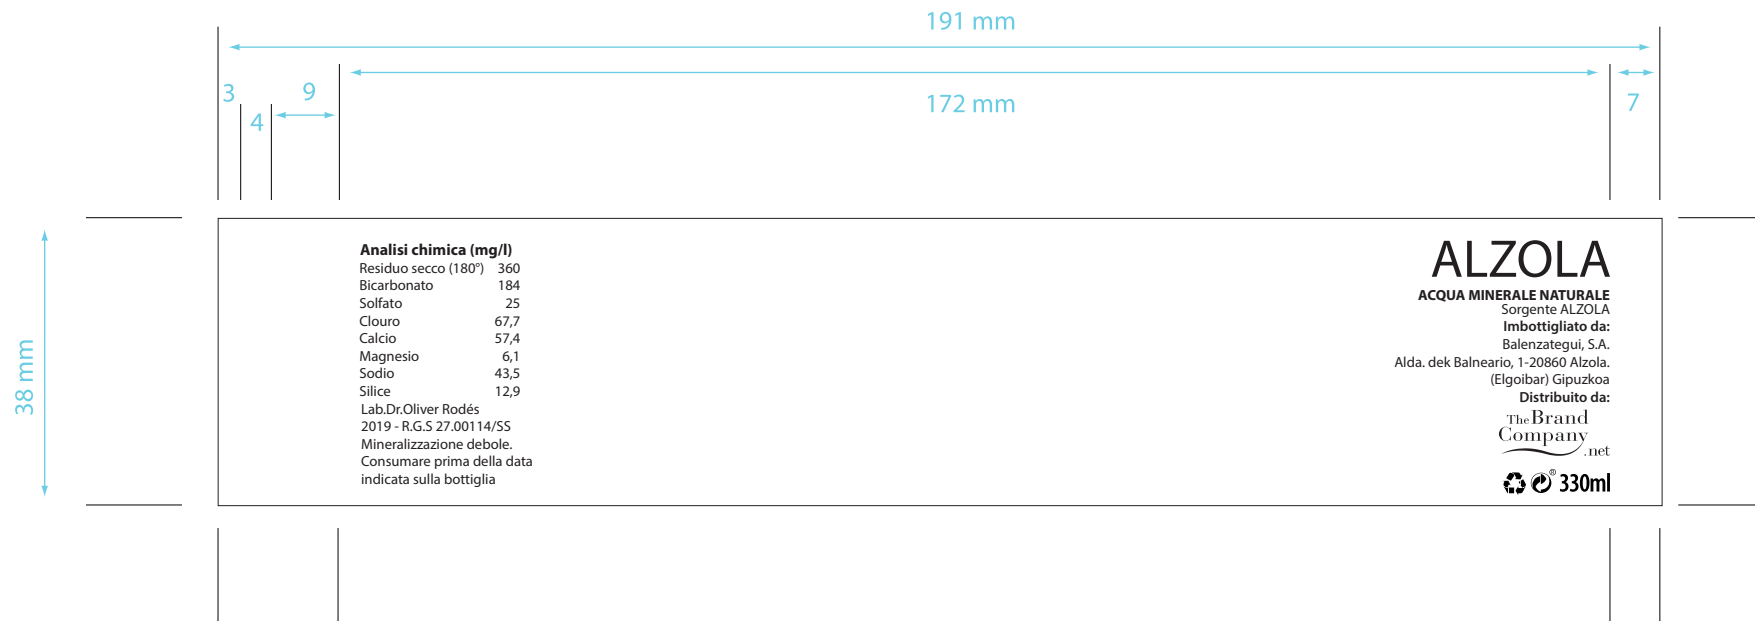 191 mm
3
4
9
172 mm
7
38 mm
Analisi chimica (mg/l)
Residuo secco (180°) 360
Bicarbonato 184
Solfato 25
Clouro 67,7
Calcio 57,4
Magnesio 6,1
Sodio 43,5
Silice 12,9
Lab.Dr.Oliver Rodés
2019 - R.G.S 27.00114/SS
Mineralizzazione debole.
Consumare prima della data
indicata sulla bottiglia
ALZOLA
ACQUA MINERALE NATURALE
Sorgente ALZOLA
Imbottigliato da:
Balenzategui, S.A.
Alda. dek Balneario, 1-20860 Alzola.
(Elgoibar) Gipuzkoa
Distribuito da:
The Brand
Company
.net
® 330ml